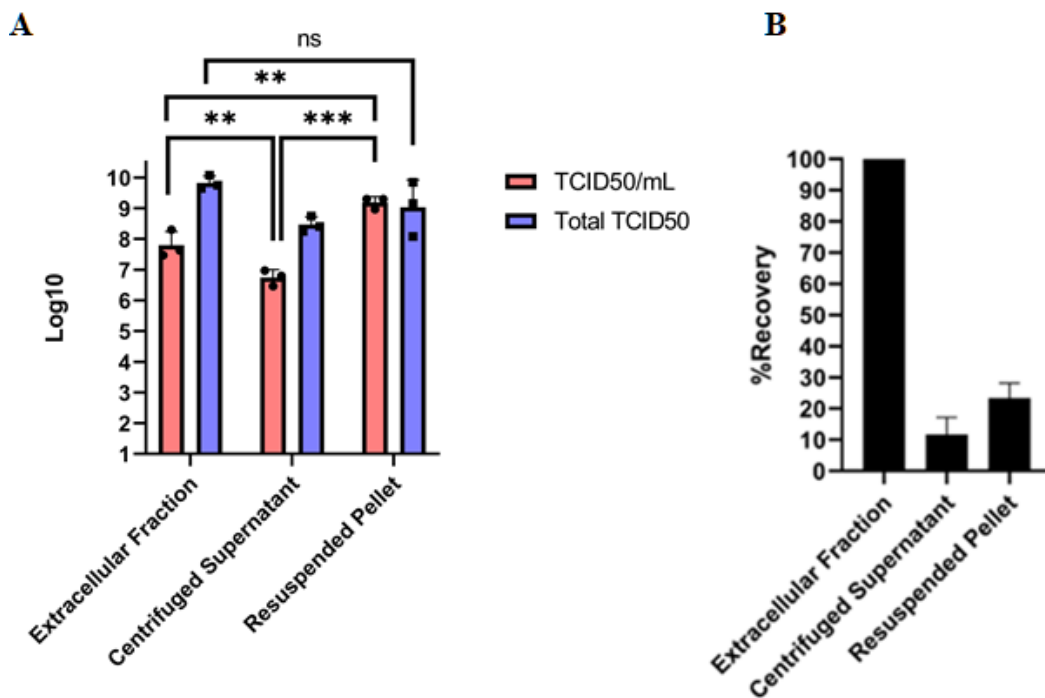 A
B
ns
**
**
***
10
9
8
7
6
5
4
3
2
1
Log10
Extracellular Fraction
Centrifuged Supernatant
Resuspended Pellet
TCID50/mL
Total TCID50
100
90
80
70
60
50
40
30
20
10
0
%Recovery
Extracellular Fraction
Centrifuged Supernatant
Resuspended Pellet